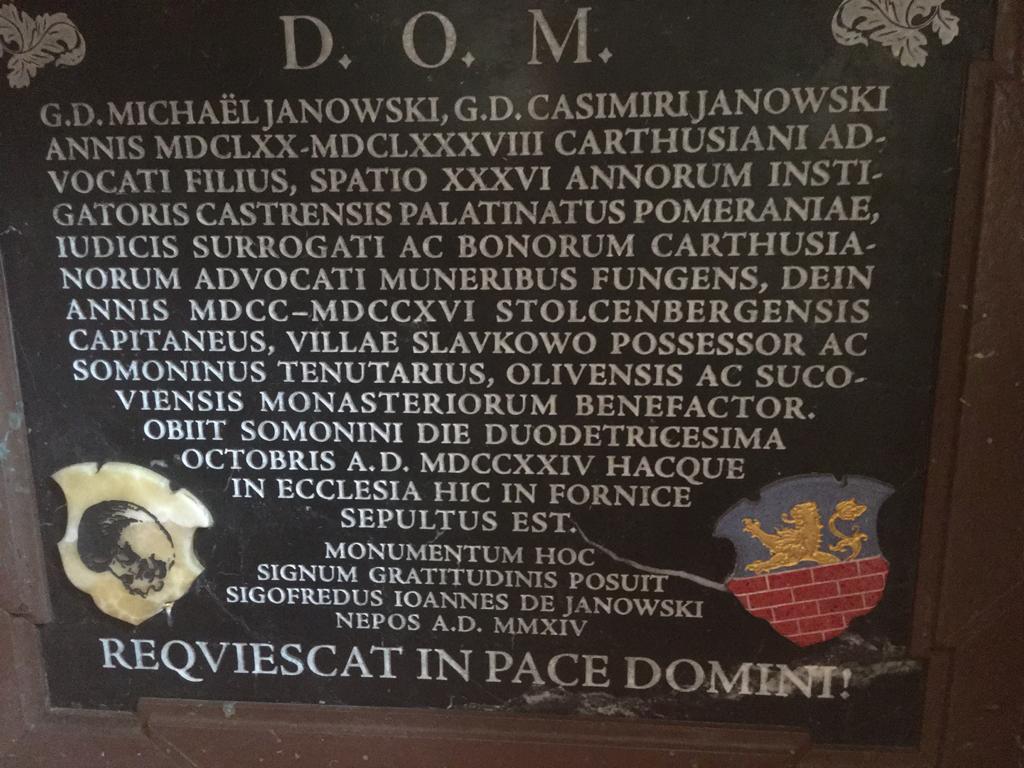 D. O. M.
G.D. MICHAËL JANOWSKI, G.D. CASIMIRI JANOWSKI
ANNIS MDCLXX-MDCLXXXVIII CARTHUSIANI AD-
VOCATI FILIUS, SPATIO XXXVI ANNORUM INSTI-
GATORIS CASTRENSIS PALATINATUS POMERANIAE,
IUDICIS SURROGATI AC BONORUM CARTHUSIA-
NORUM ADVOCATI MUNERIBUS FUNGENS, DEIN
ANNIS MDCC–MDCCXVI STOLCENBERGENSIS
CAPITANEUS, VILLAE SLAVKOWO POSSESSOR AC
SOMONINUS TENUTARIUS, OLIVENSIS AC SUCO-
VIENSIS MONASTERIORUM BENEFACTOR.
OBIIT SOMONINI DIE DUODETRICESIMA
OCTOBRIS A.D. MDCCXXIV HACQUE
IN ECCLESIA HIC IN FORNICE
SEPULTUS EST.
MONUMENTUM HOC
SIGNUM GRATITUDINIS POSUIT
SIGOFREDUS IOANNES DE JANOWSKI
NEPOS A.D. MMXIV
REQVIESCAT IN PACE DOMINI!